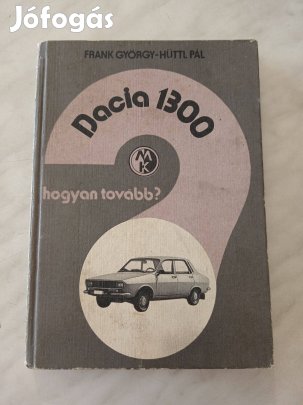 Jófogás
FRANK GYÖRGY-HÜTTL PÁL
Dacia 1300
MK
hogyan tovább?